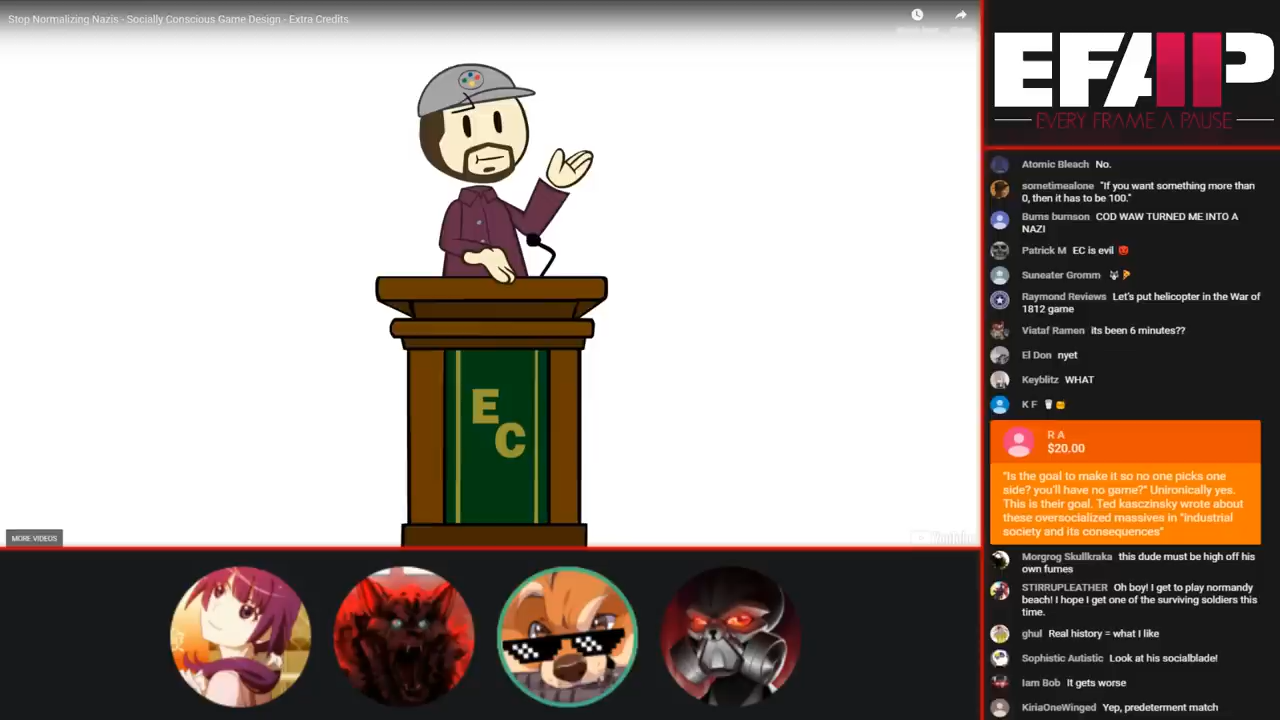 Stop Normalizing Nazis - Socially Conscious Game Design - Extra Credits
E
C
MORE VIDEOS
EFAP
EVERY FRAME A PAUSE
Atomic Bleach No.
sometimealone "If you want something more than
0, then it has to be 100."
Bums bumson COD WAW TURNED ME INTO A
NAZI
Patrick M EC is evil 👹
Suneater Gromm 🐺 🍕
Raymond Reviews Let's put helicopter in the War of
1812 game
Viataf Ramen its been 6 minutes??
El Don nyet
Keyblitz WHAT
K F 🥛 🍯
R A
$20.00
"Is the goal to make it so no one picks one
side? you'll have no game?" Unironically yes.
This is their goal. Ted kasczinsky wrote about
these oversocialized massives in "industrial
society and its consequences"
Morgrog Skullkraka this dude must be high off his
own fumes
STIRRUPLEATHER Oh boy! I get to play normandy
beach! I hope I get one of the surviving soldiers this
time.
ghul Real history = what I like
Sophistic Autistic Look at his socialblade!
Iam Bob It gets worse
KiriaOneWinged Yep, predeterment match